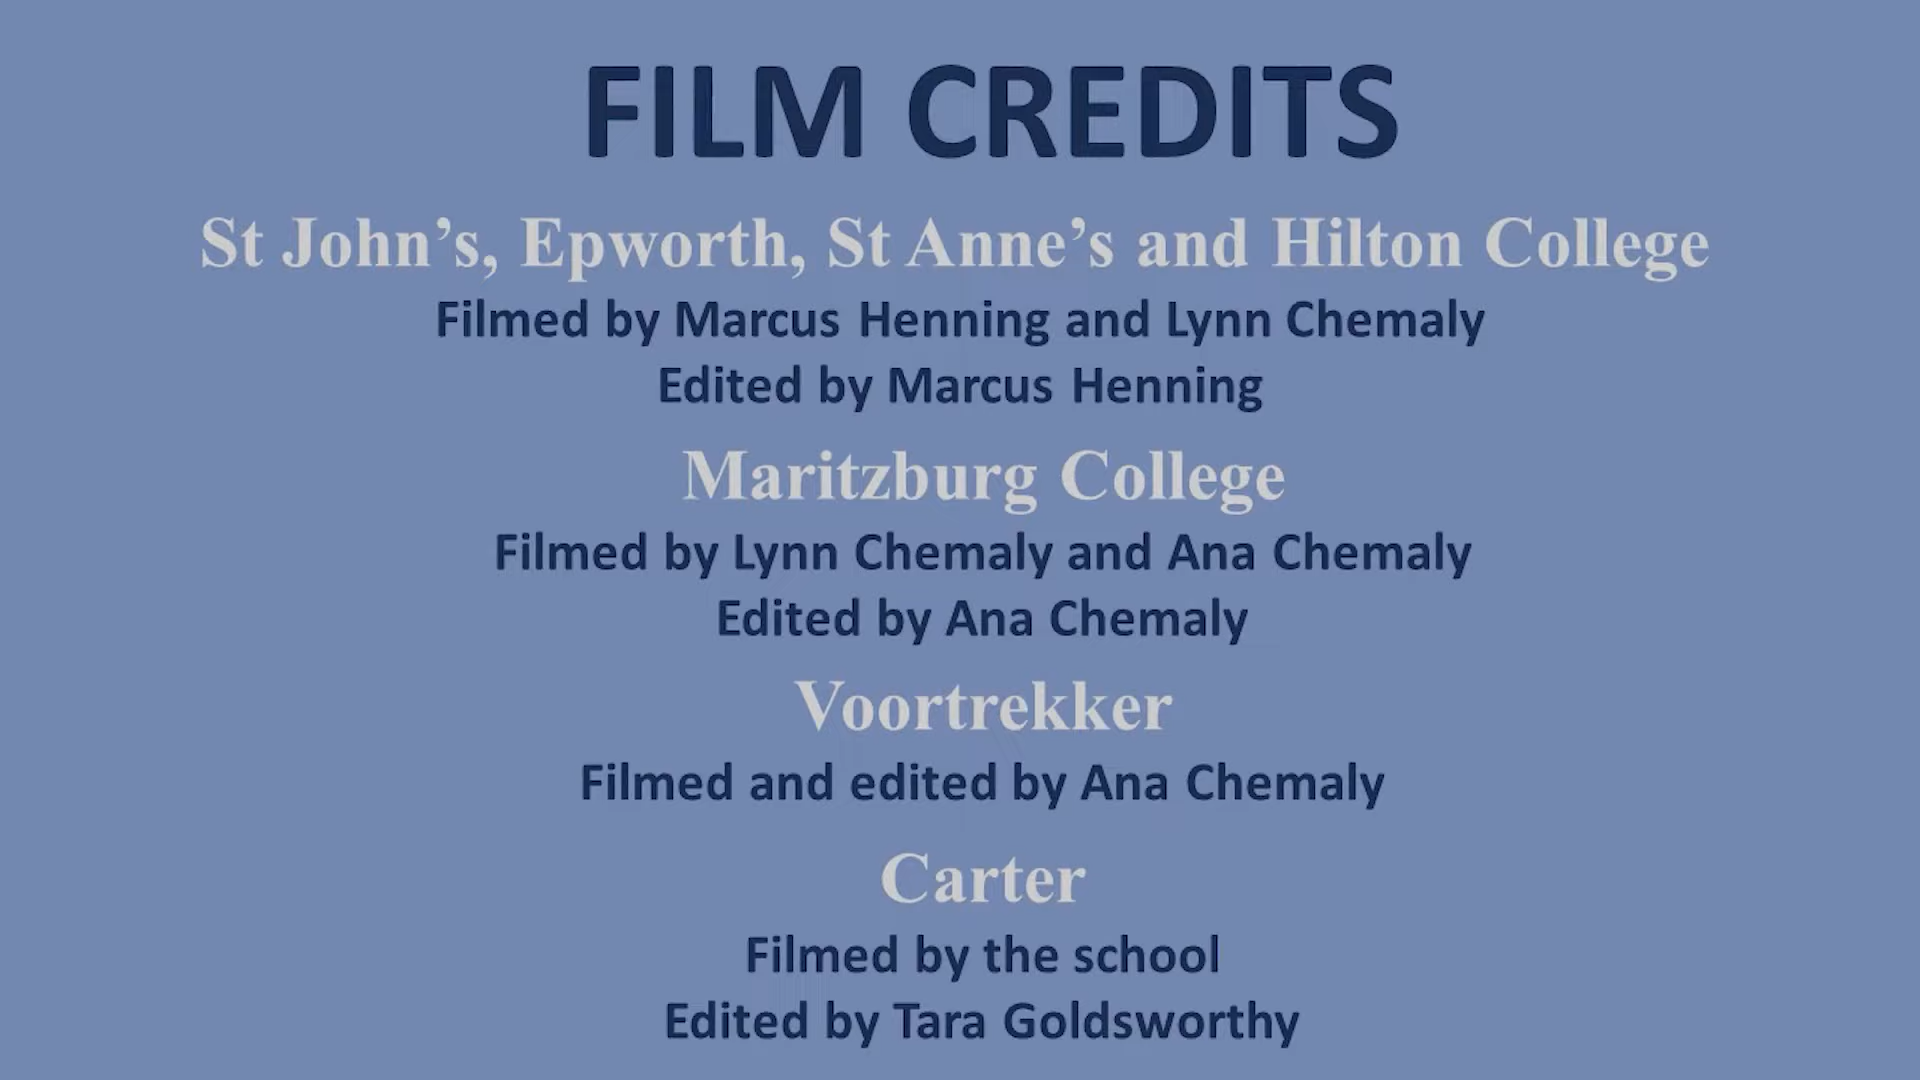 FILM CREDITS
St John’s, Epworth, St Anne’s and Hilton College
Filmed by Marcus Henning and Lynn Chemaly
Edited by Marcus Henning
Maritzburg College
Filmed by Lynn Chemaly and Ana Chemaly
Edited by Ana Chemaly
Voortrekker
Filmed and edited by Ana Chemaly
Carter
Filmed by the school
Edited by Tara Goldsworthy